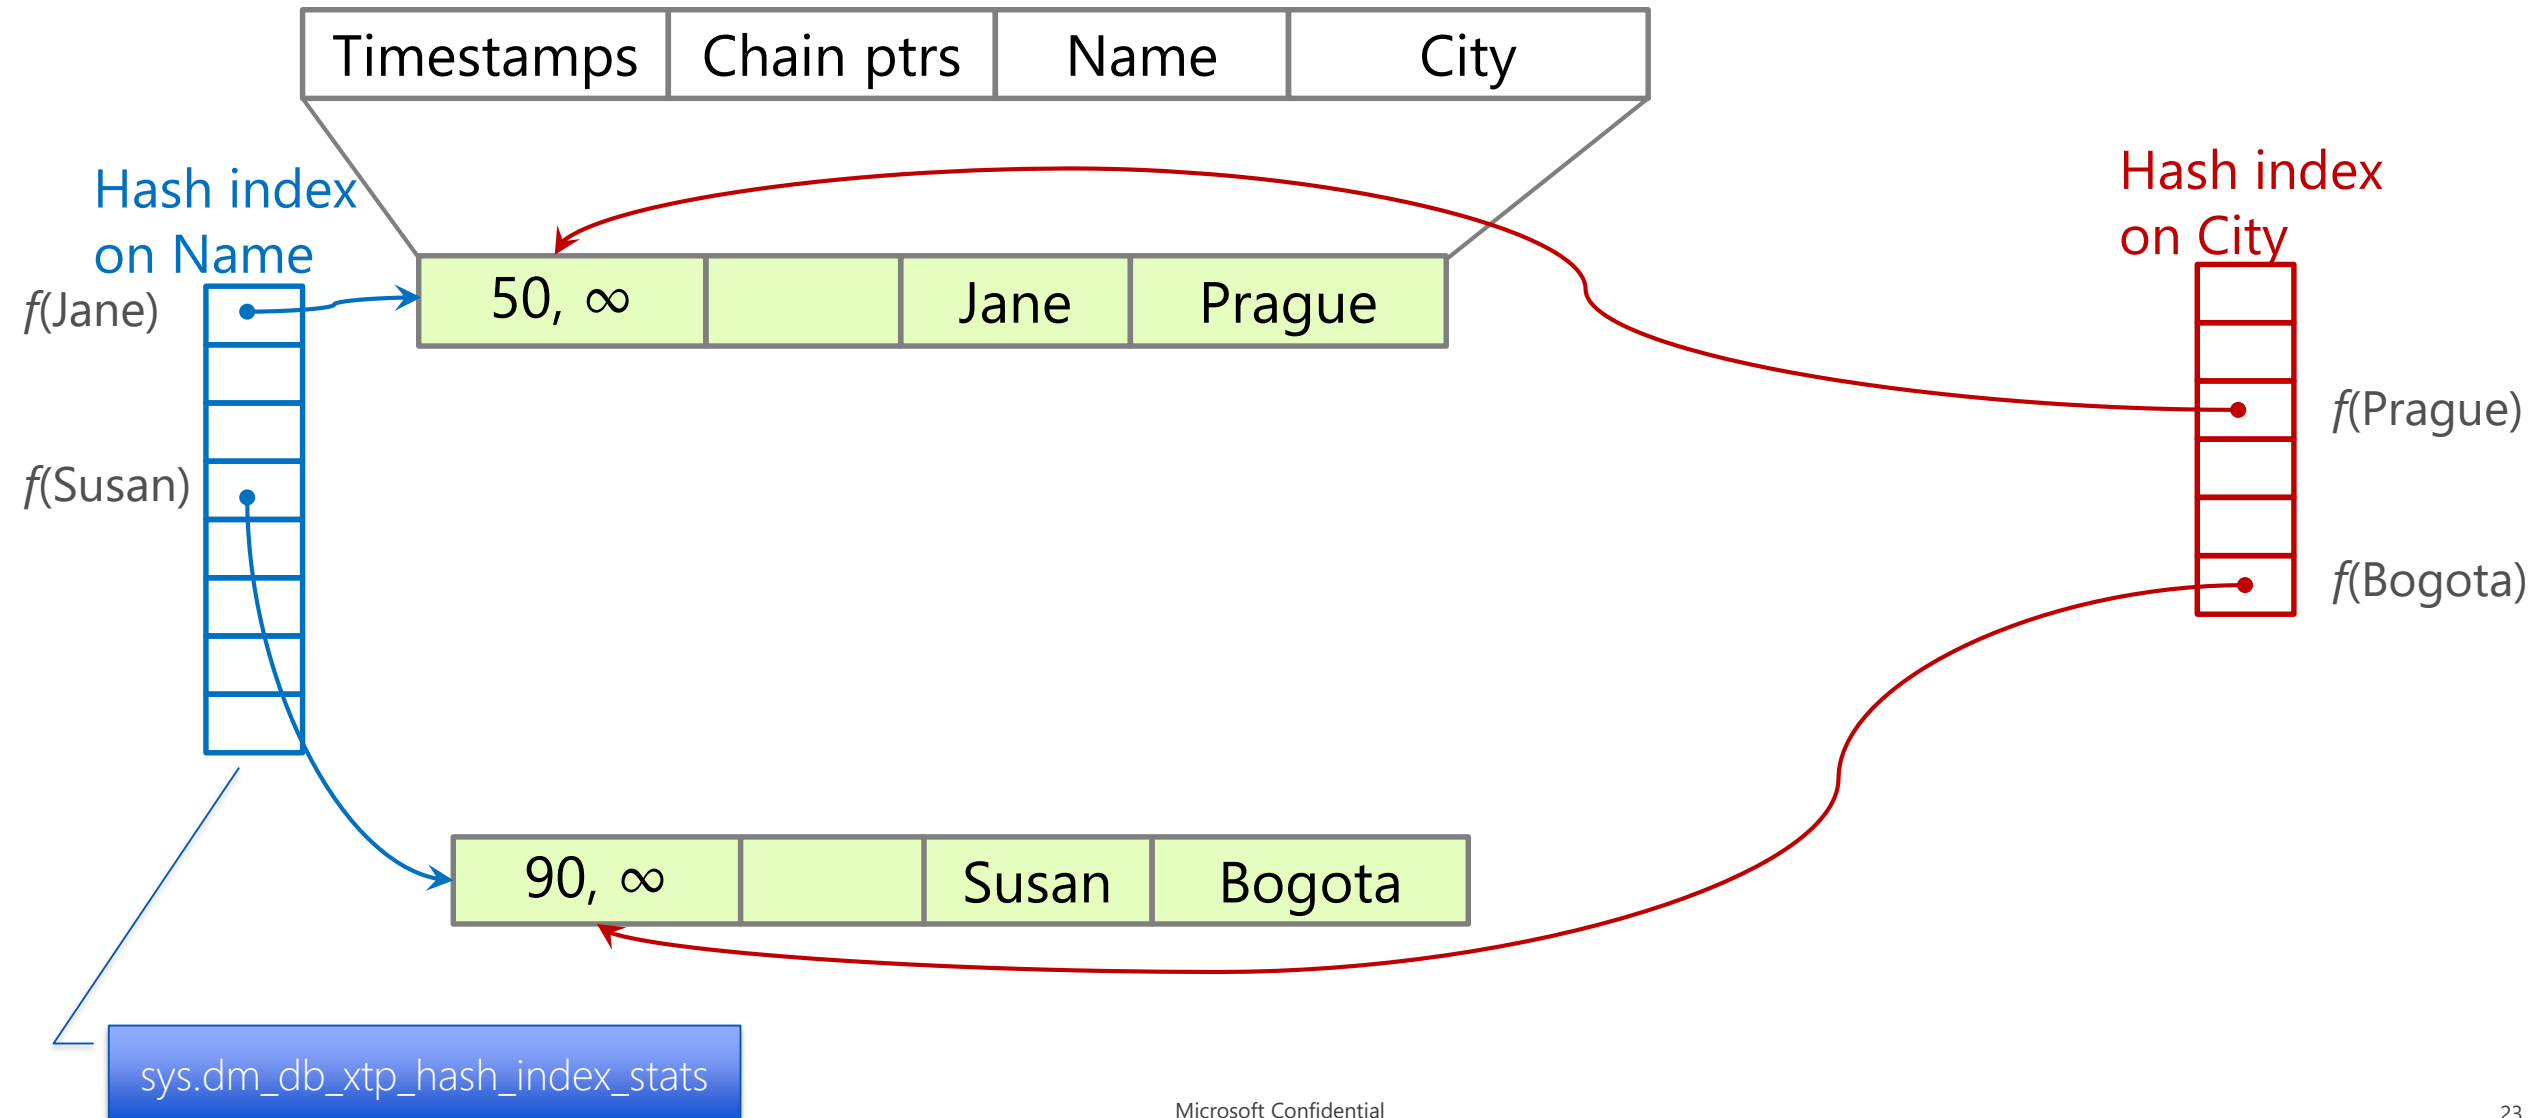 Timestamps Chain ptrs Name City
Hash index
on Name
Hash index
on City
f(Jane)
50, ∞ Jane Prague
f(Prague)
f(Susan)
f(Bogota)
90, ∞ Susan Bogota
sys.dm_db_xtp_hash_index_stats
Microsoft Confidential
23